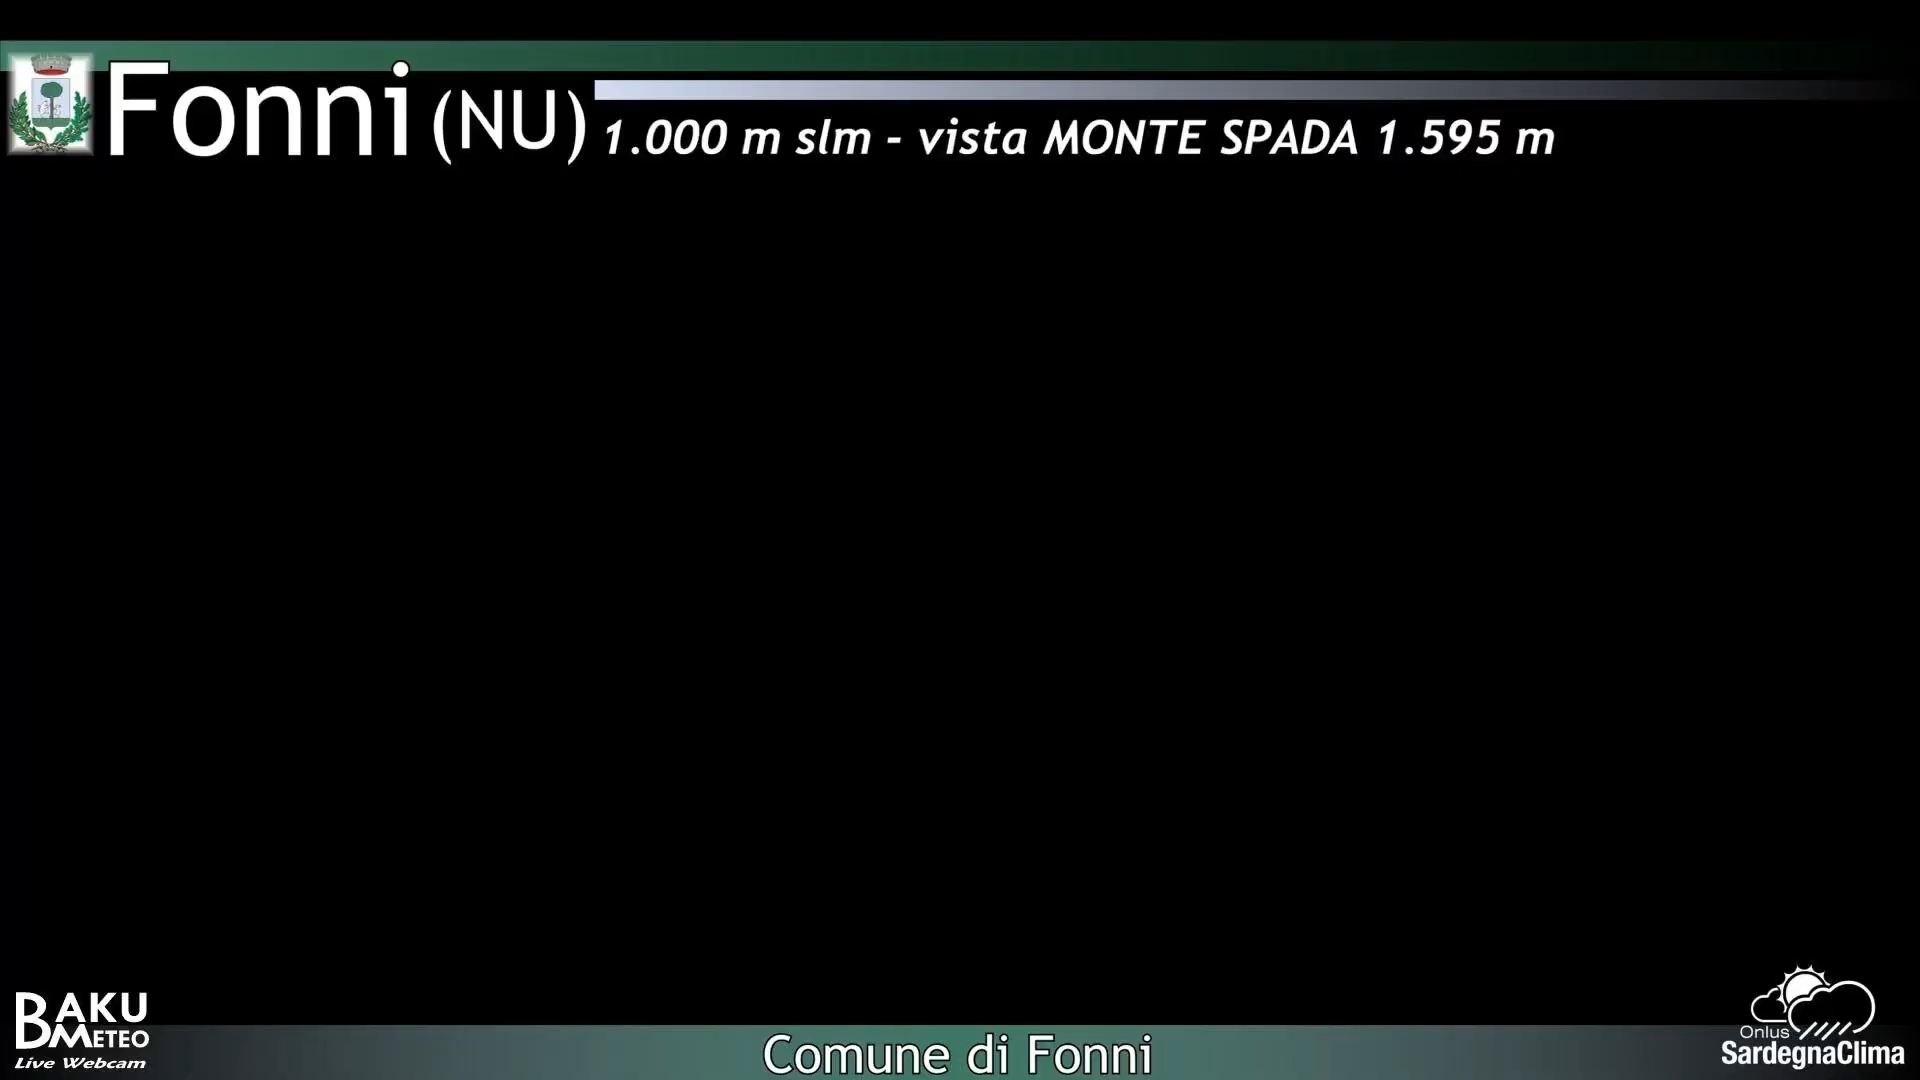 Fonni (NU)
1.000 m slm - vista MONTE SPADA 1.595 m
BAKU
METEO
Live Webcam
Comune di Fonni
Onlus
SardegnaClima